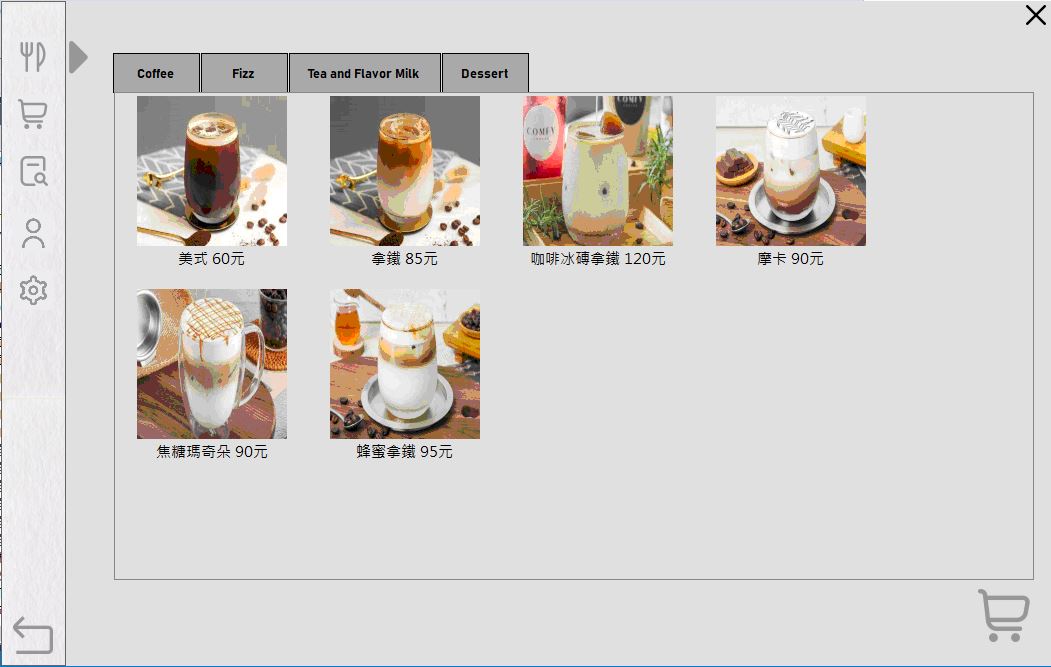 Coffee
Fizz
Tea and Flavor Milk
Dessert
COMFY
美式 60元
拿鐵 85元
咖啡冰磚拿鐵 120元
摩卡 90元
焦糖瑪奇朵 90元
蜂蜜拿鐵 95元